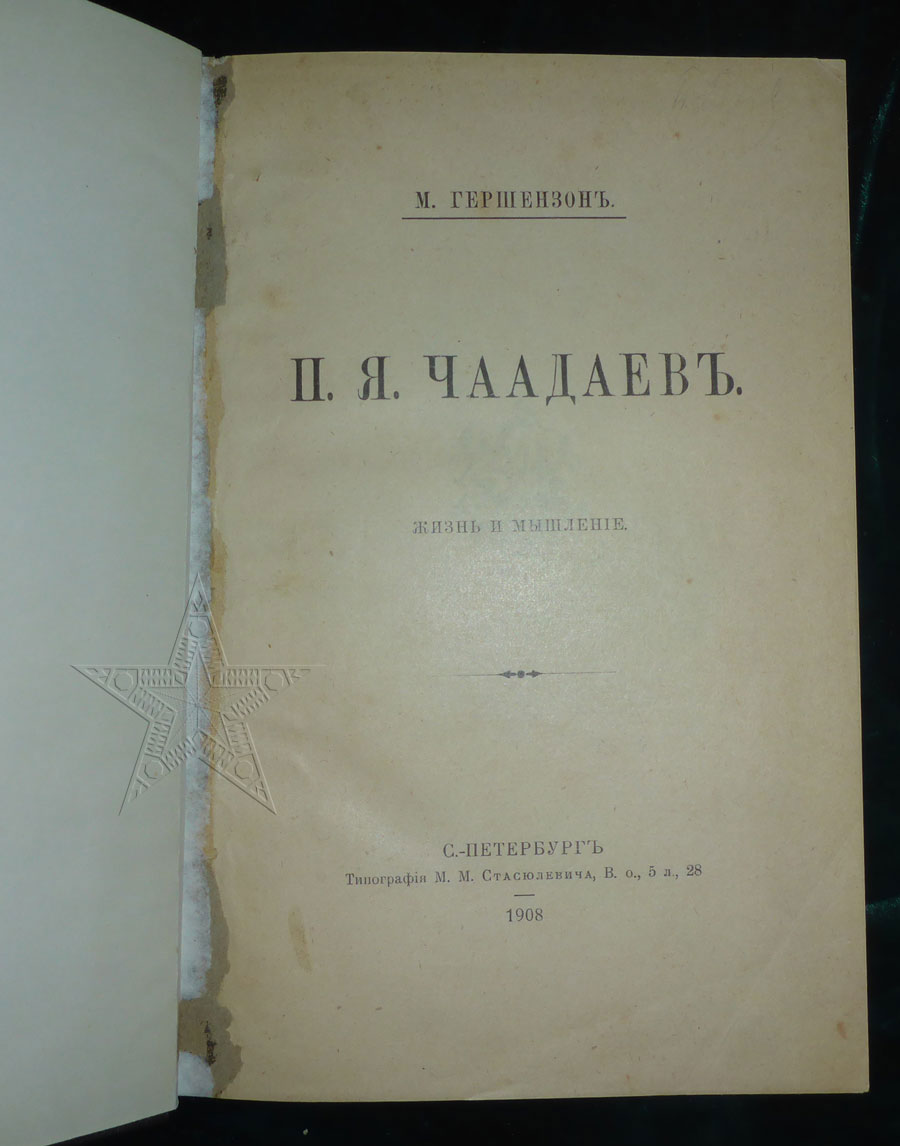 М. ГЕРШЕНЗОНЪ.
П. Я. ЧААДАЕВЪ.
ЖИЗНЬ И МЫШЛЕНІЕ.
С.-ПЕТЕРБУРГЪ
Типографія М. М. Стасюлевича, В. о., 5 л., 28
1908